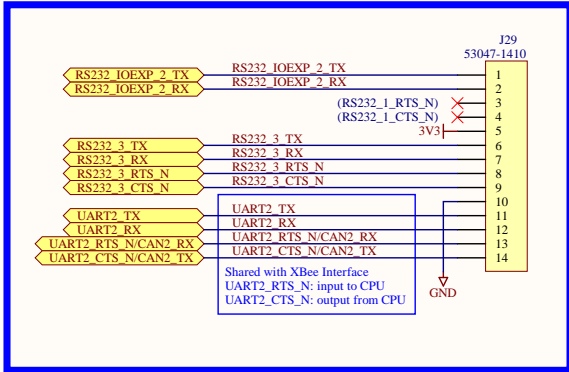 J29
53047-1410
RS232_IOEXP_2_TX RS232_IOEXP_2_TX 1
RS232_IOEXP_2_RX RS232_IOEXP_2_RX 2
(RS232_1_RTS_N) 3
(RS232_1_CTS_N) 4
3V3 5
RS232_3_TX RS232_3_TX 6
RS232_3_RX RS232_3_RX 7
RS232_3_RTS_N RS232_3_RTS_N 8
RS232_3_CTS_N RS232_3_CTS_N 9
10
UART2_TX UART2_TX 11
UART2_RX UART2_RX 12
UART2_RTS_N/CAN2_RX UART2_RTS_N/CAN2_RX 13
UART2_CTS_N/CAN2_TX UART2_CTS_N/CAN2_TX 14
Shared with XBee Interface
UART2_RTS_N: input to CPU
UART2_CTS_N: output from CPU
GND